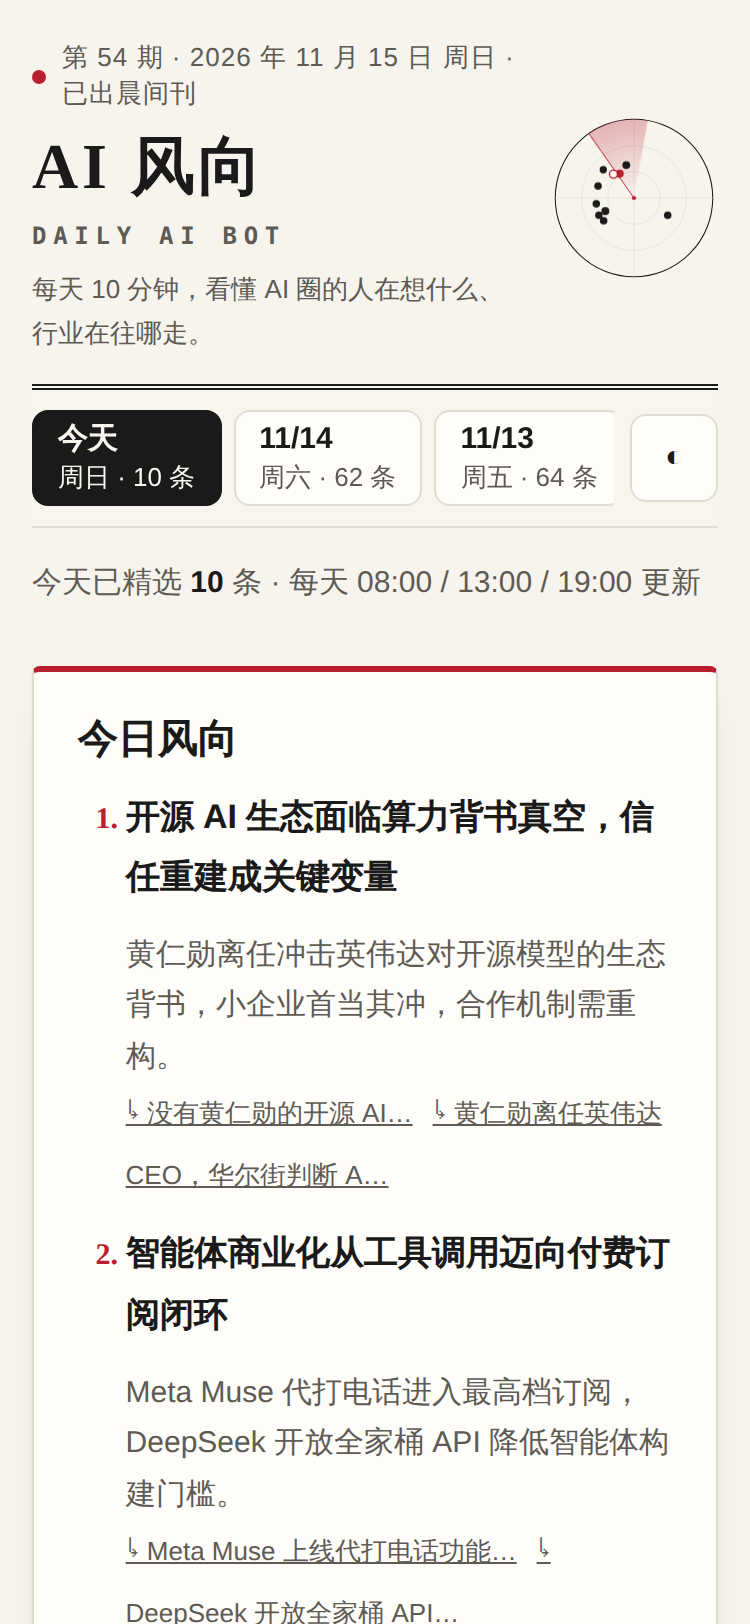 第 54 期 · 2026 年 11 月 15 日 周日 ·
已出晨间刊
AI 风向
DAILY AI BOT
每天 10 分钟，看懂 AI 圈的人在想什么、
行业在往哪走。
今天
周日 · 10 条
11/14
周六 · 62 条
11/13
周五 · 64 条
今天已精选 10 条 · 每天 08:00 / 13:00 / 19:00 更新
今日风向
1. 开源 AI 生态面临算力背书真空，信
任重建成关键变量
黄仁勋离任冲击英伟达对开源模型的生态
背书，小企业首当其冲，合作机制需重
构。
↳ 没有黄仁勋的开源 AI… ↳ 黄仁勋离任英伟达
CEO，华尔街判断 A…
2. 智能体商业化从工具调用迈向付费订
阅闭环
Meta Muse 代打电话进入最高档订阅，
DeepSeek 开放全家桶 API 降低智能体构
建门槛。
↳ Meta Muse 上线代打电话功能… ↳
DeepSeek 开放全家桶 API…